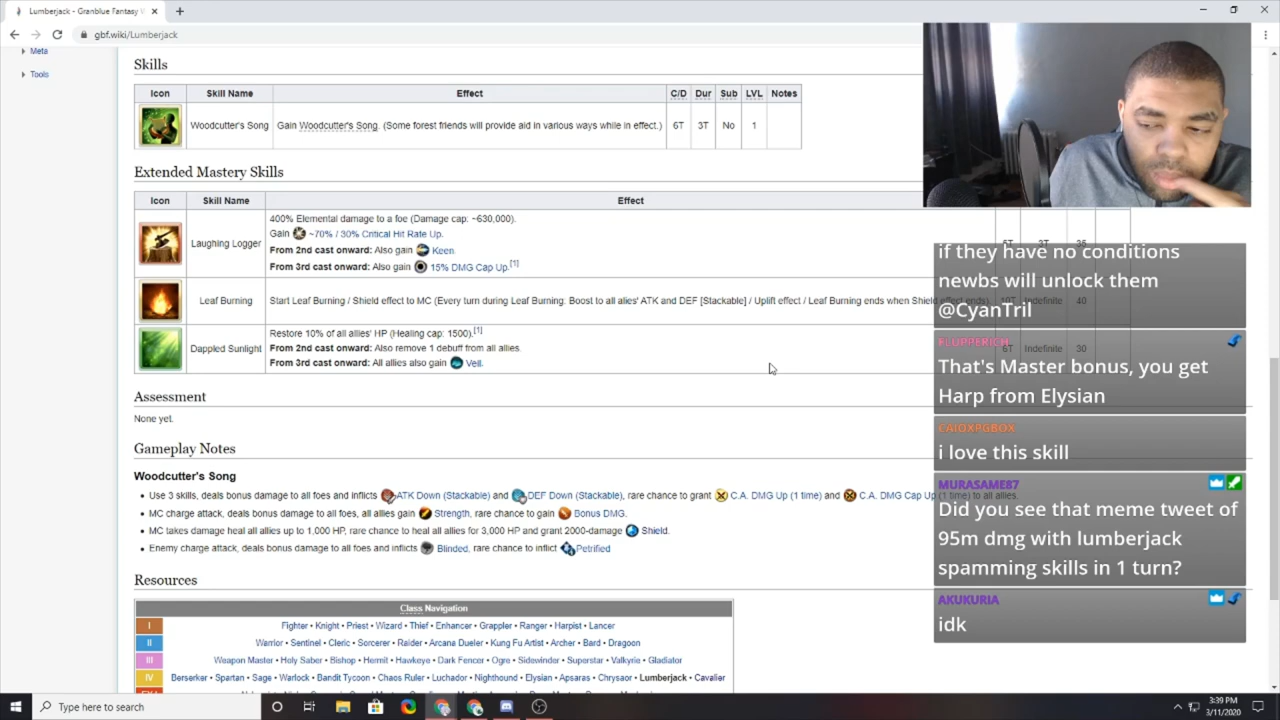 Lumberjack - Granblue Fantasy W
gbf.wiki/Lumberjack
Meta
Tools
Skills
Icon Skill Name Effect C/D Dur Sub LVL Notes
Woodcutter's Song Gain Woodcutter's Song. (Some forest friends will provide aid in various ways while in effect.) 6T 3T No 1
Extended Mastery Skills
Icon Skill Name Effect
Laughing Logger
400% Elemental damage to a foe (Damage cap: ~630,000).
Gain ~70% / 30% Critical Hit Rate Up.
From 2nd cast onward: Also gain Keen.
From 3rd cast onward: Also gain 15% DMG Cap Up.[1]
Leaf Burning Start Leaf Burning / Shield effect to MC (Every turn during Leaf Burning: Boost to all allies' ATK and DEF [Stackable] / Uplift effect / Leaf Burning ends when Shield effect ends). Indefinite 40
Dappled Sunlight
Restore 10% of all allies' HP (Healing cap: 1500).[1]
From 2nd cast onward: Also remove 1 debuff from all allies.
From 3rd cast onward: All allies also gain Veil.
Indefinite 30
Assessment
None yet.
Gameplay Notes
Woodcutter's Song
• Use 3 skills, deals bonus damage to all foes and inflicts ATK Down (Stackable) and DEF Down (Stackable), rare chance to grant C.A. DMG Up (1 time) and C.A. DMG Cap Up (1 time) to all allies.
• MC charge attack, deals bonus damage to all foes, all allies gain Strength, rare chance to gain Bonus DMG.
• MC takes damage heal all allies up to 1,000 HP, rare chance to heal all allies for 3,000 HP and grant 2000-damage Shield.
• Enemy charge attack, deals bonus damage to all foes and inflicts Blinded, rare chance to inflict Petrified
Resources
Class Navigation
I Fighter • Knight • Priest • Wizard • Thief • Enhancer • Grappler • Ranger • Harpist • Lancer
II Warrior • Sentinel • Cleric • Sorcerer • Raider • Arcana Dueler • Kung Fu Artist • Archer • Bard • Dragoon
III Weapon Master • Holy Saber • Bishop • Hermit • Hawkeye • Dark Fencer • Ogre • Sidewinder • Superstar • Valkyrie • Gladiator
IV Berserker • Spartan • Sage • Warlock • Bandit Tycoon • Chaos Ruler • Luchador • Nighthound • Elysian • Apsaras • Chrysaor • Lumberjack • Cavalier
if they have no conditions
newbs will unlock them
@CyanTril
FLUPPERICH
That's Master bonus, you get
Harp from Elysian
CAIOXPGBOX
i love this skill
MURASAME87
Did you see that meme tweet of
95m dmg with lumberjack
spamming skills in 1 turn?
AKUKURIA
idk
Type here to search
3:39 PM
3/11/2020